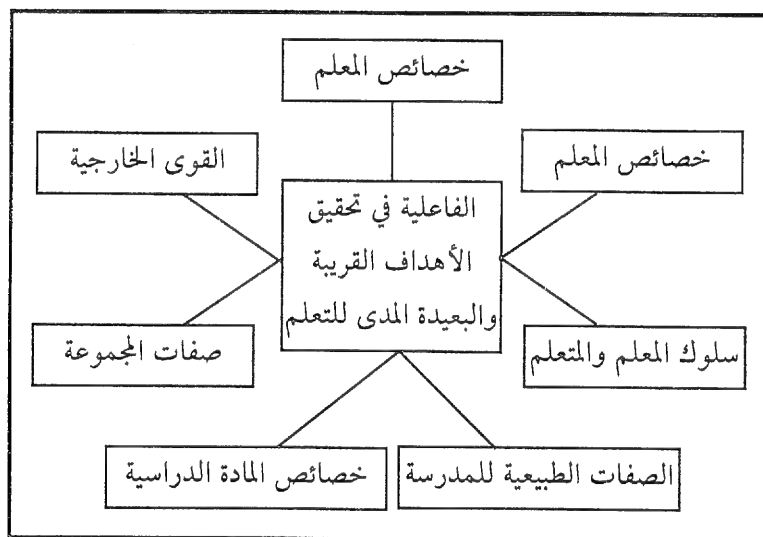 خصائص المعلم
القوى الخارجية
خصائص المعلم
الفاعلية في تحقيق
الأهداف القريبة
والبعيدة المدى للتعلم
صفات المجموعة
سلوك المعلم والمتعلم
خصائص المادة الدراسية
الصفات الطبيعية للمدرسة